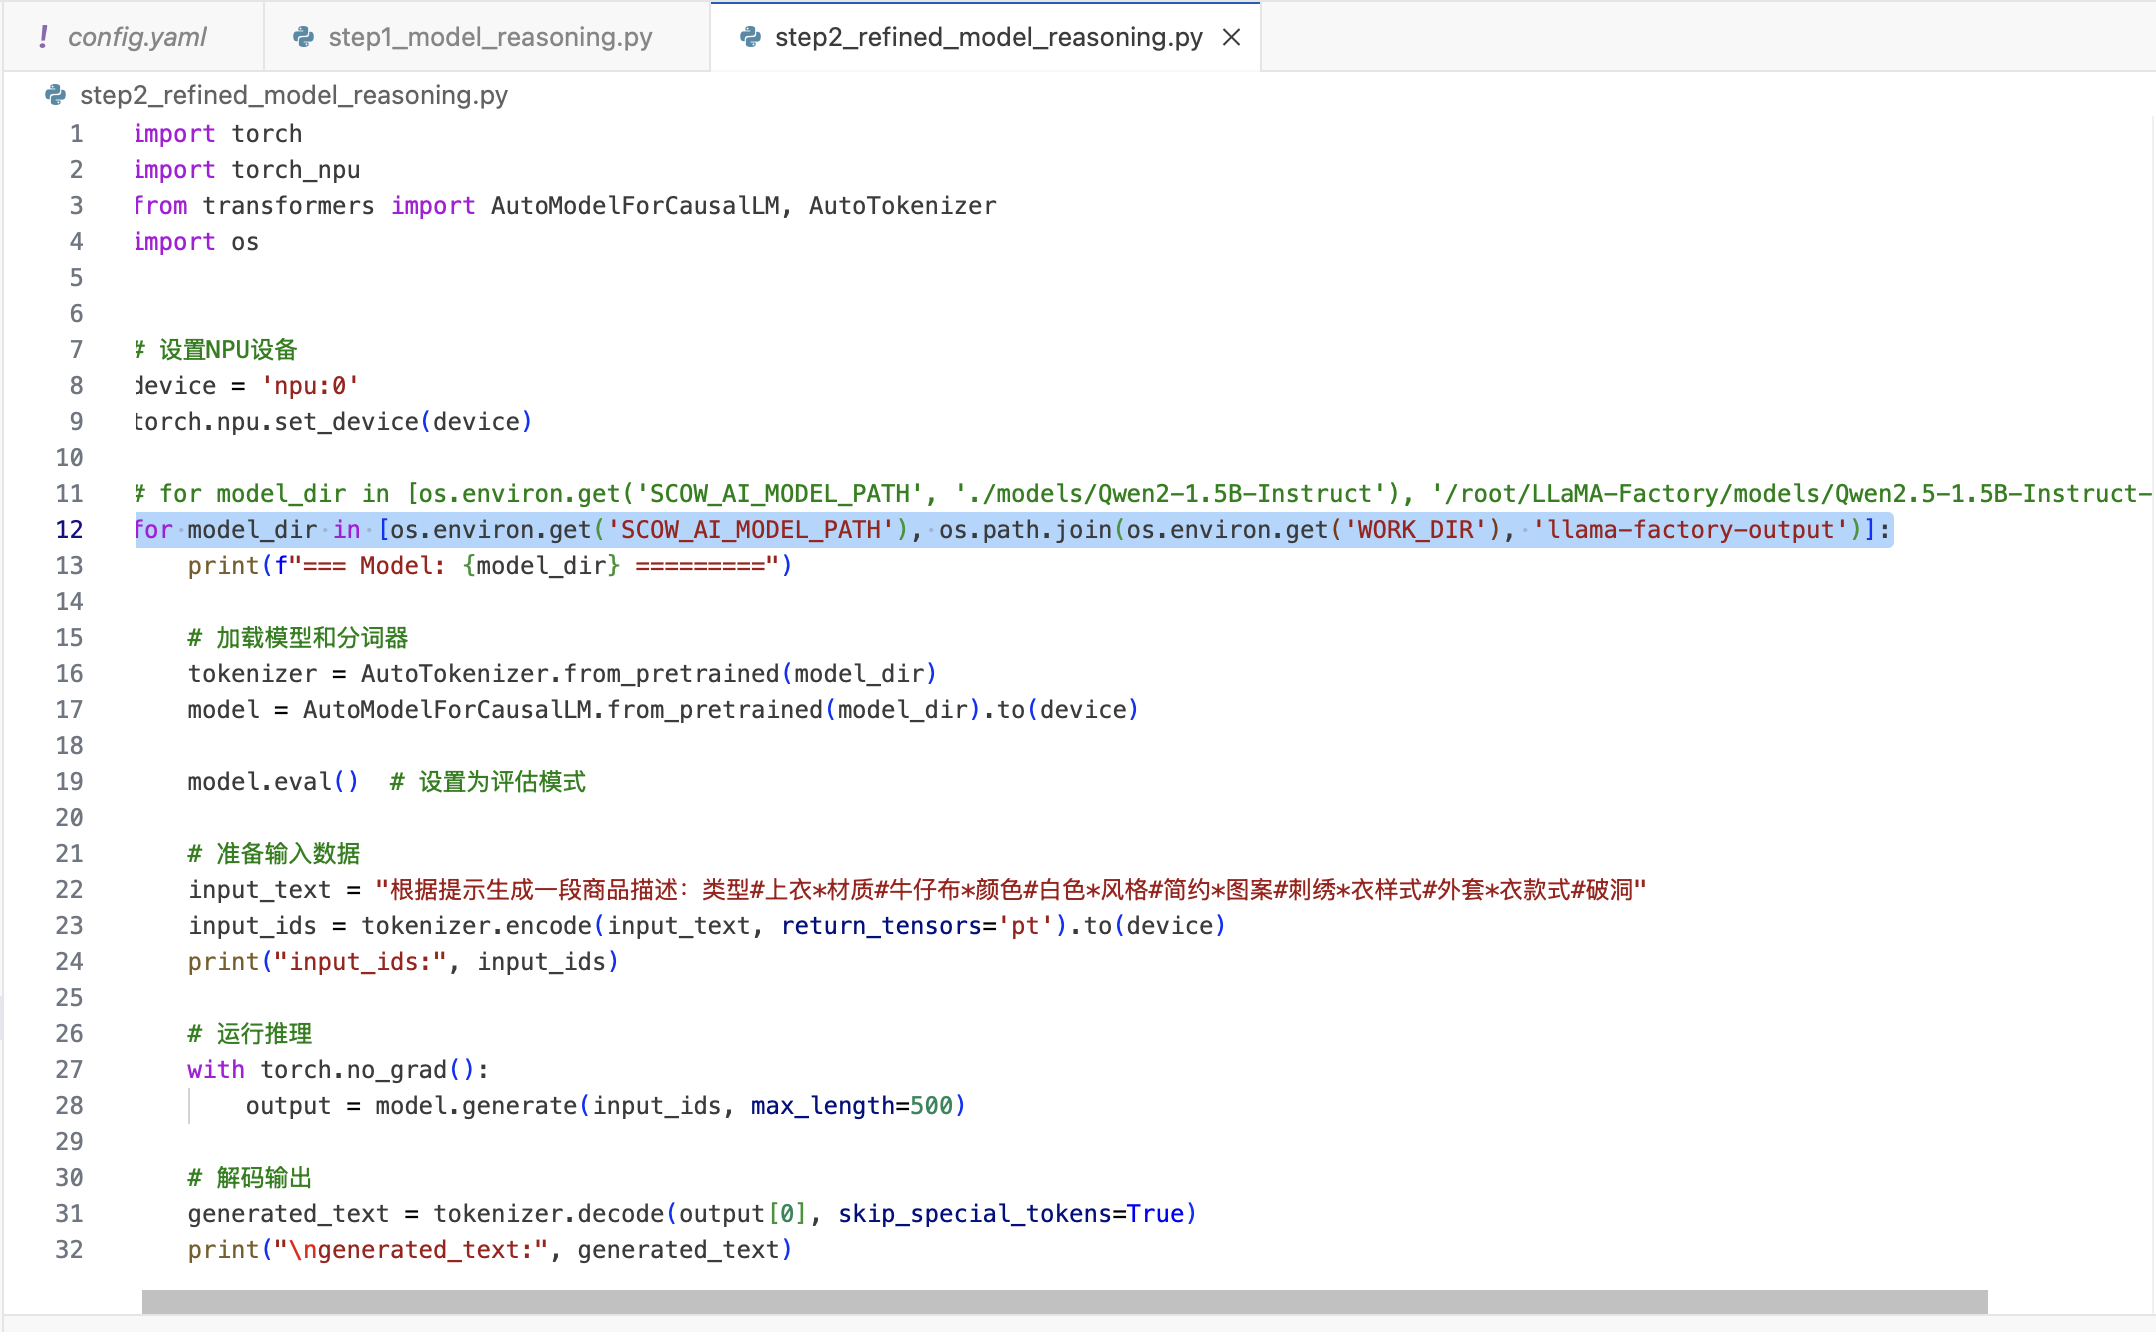 config.yaml
step1_model_reasoning.py
step2_refined_model_reasoning.py
step2_refined_model_reasoning.py
1 import torch
2 import torch_npu
3 from transformers import AutoModelForCausalLM, AutoTokenizer
4 import os
5
6
7 # 设置NPU设备
8 device = 'npu:0'
9 torch.npu.set_device(device)
10
11 # for model_dir in [os.environ.get('SCOW_AI_MODEL_PATH', './models/Qwen2-1.5B-Instruct'), '/root/LLaMA-Factory/models/Qwen2.5-1.5B-Instruct-
12 for model_dir in [os.environ.get('SCOW_AI_MODEL_PATH'), os.path.join(os.environ.get('WORK_DIR'), 'llama-factory-output')]:
13     print(f"=== Model: {model_dir} =========")
14
15     # 加载模型和分词器
16     tokenizer = AutoTokenizer.from_pretrained(model_dir)
17     model = AutoModelForCausalLM.from_pretrained(model_dir).to(device)
18
19     model.eval()  # 设置为评估模式
20
21     # 准备输入数据
22     input_text = "根据提示生成一段商品描述：类型#上衣*材质#牛仔布*颜色#白色*风格#简约*图案#刺绣*衣样式#外套*衣款式#破洞"
23     input_ids = tokenizer.encode(input_text, return_tensors='pt').to(device)
24     print("input_ids:", input_ids)
25
26     # 运行推理
27     with torch.no_grad():
28         output = model.generate(input_ids, max_length=500)
29
30     # 解码输出
31     generated_text = tokenizer.decode(output[0], skip_special_tokens=True)
32     print("\ngenerated_text:", generated_text)